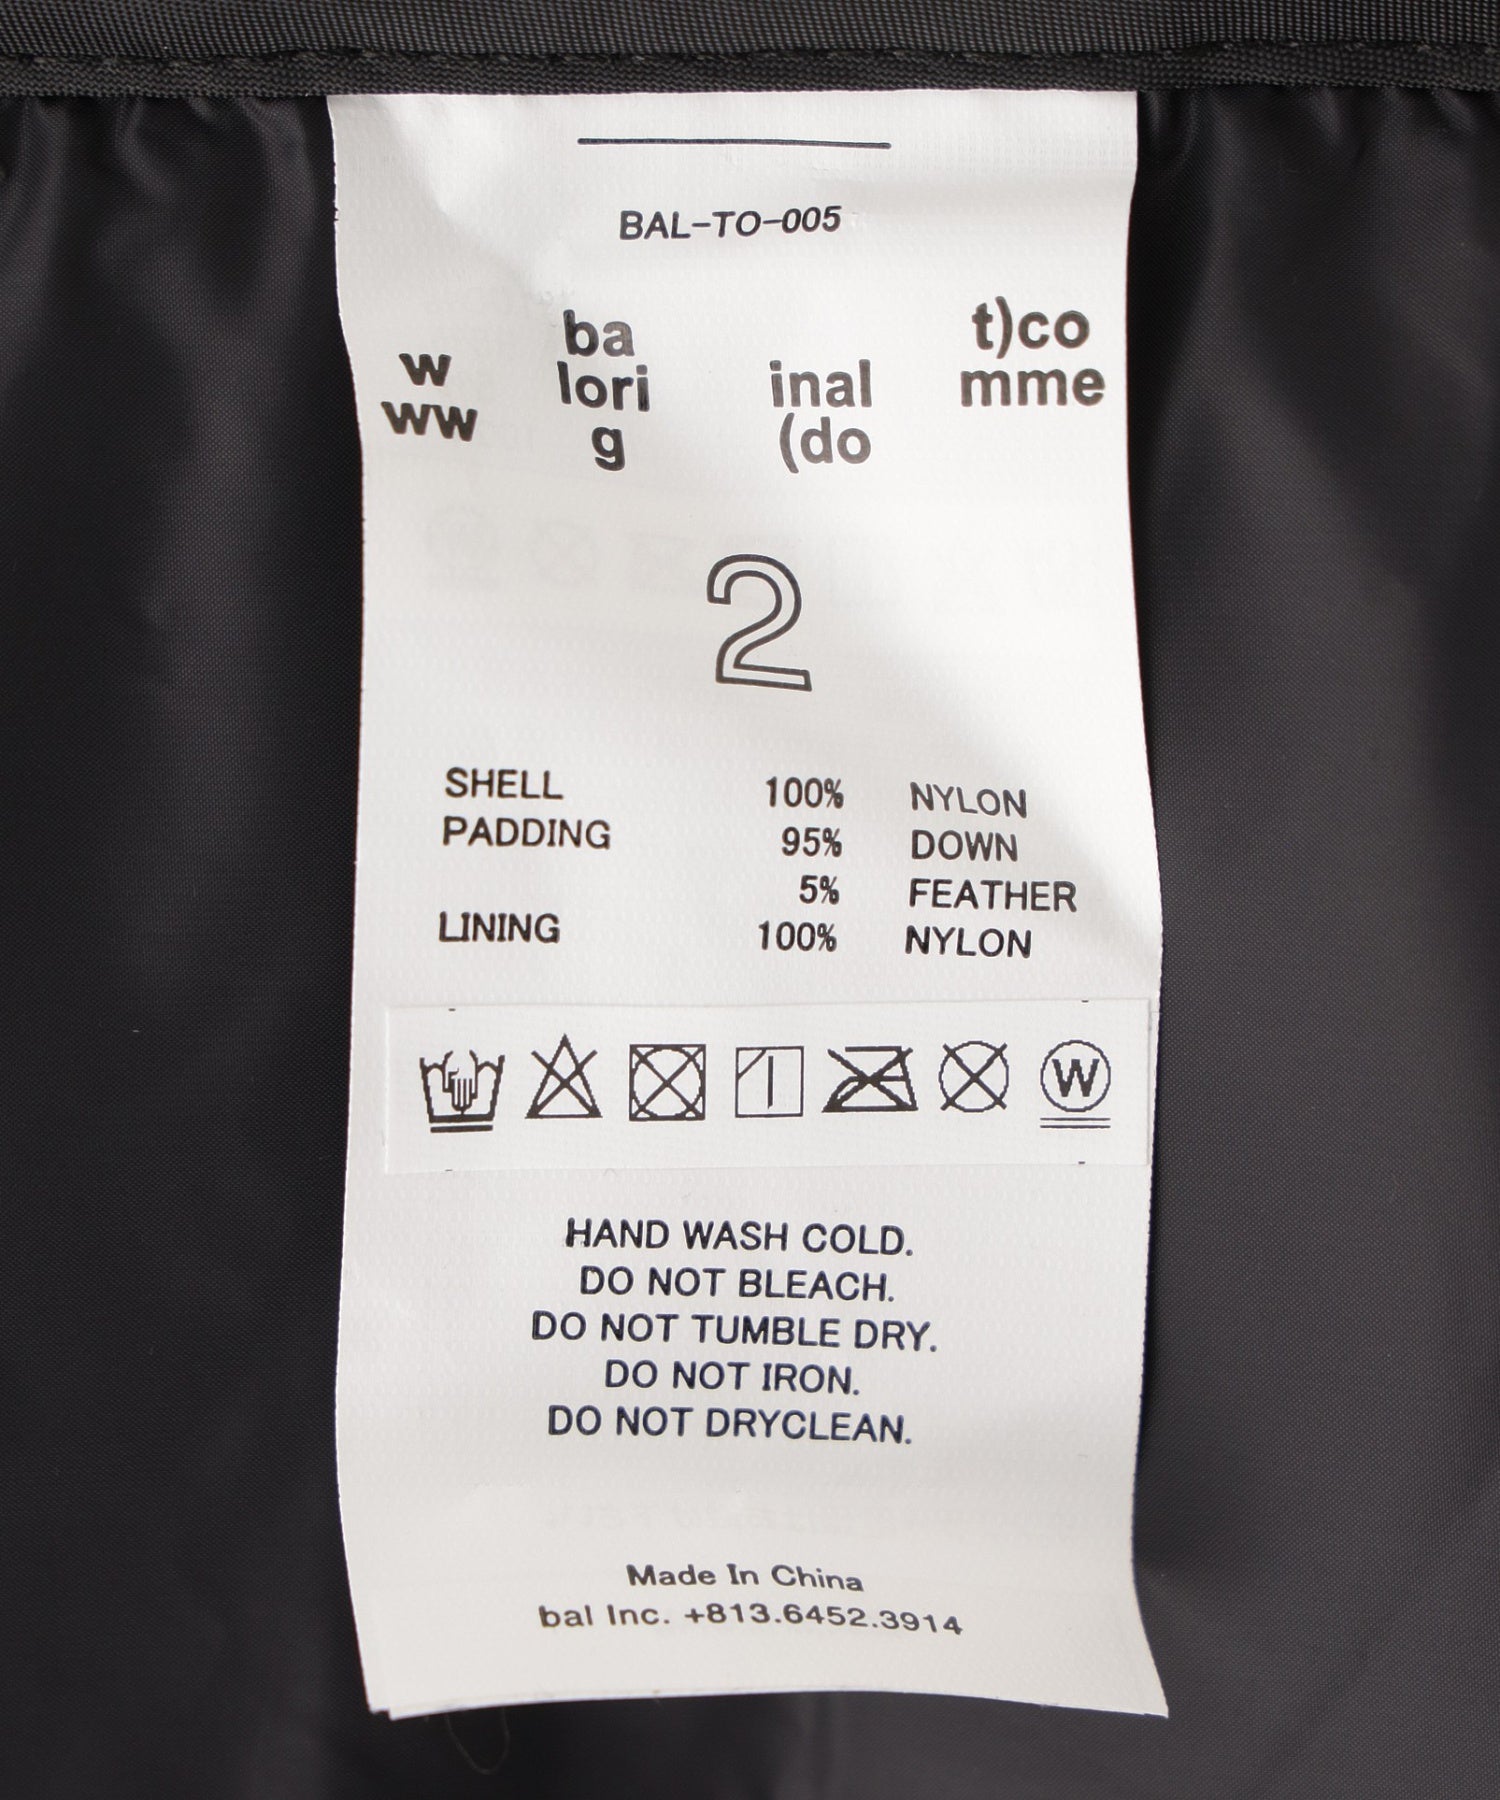 BAL-TO-005
w
ww
ba
lori
g
inal
(do
t)co
mme
2
SHELL 100% NYLON
PADDING 95% DOWN
5% FEATHER
LINING 100% NYLON
W
HAND WASH COLD.
DO NOT BLEACH.
DO NOT TUMBLE DRY.
DO NOT IRON.
DO NOT DRYCLEAN.
Made In China
bal Inc. +813.6452.3914